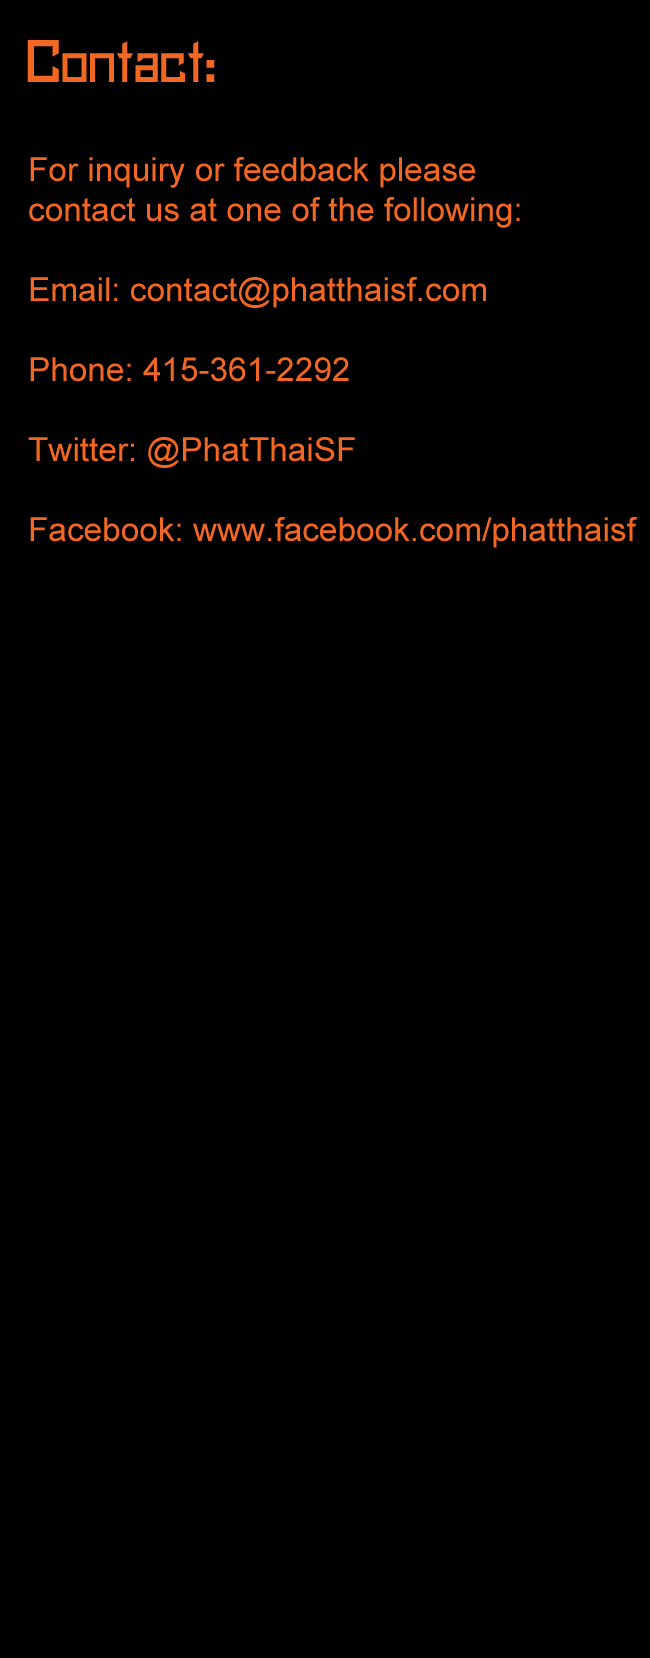 Contact:
For inquiry or feedback please
contact us at one of the following:
Email: contact@phatthaisf.com
Phone: 415-361-2292
Twitter: @PhatThaiSF
Facebook: www.facebook.com/phatthaisf